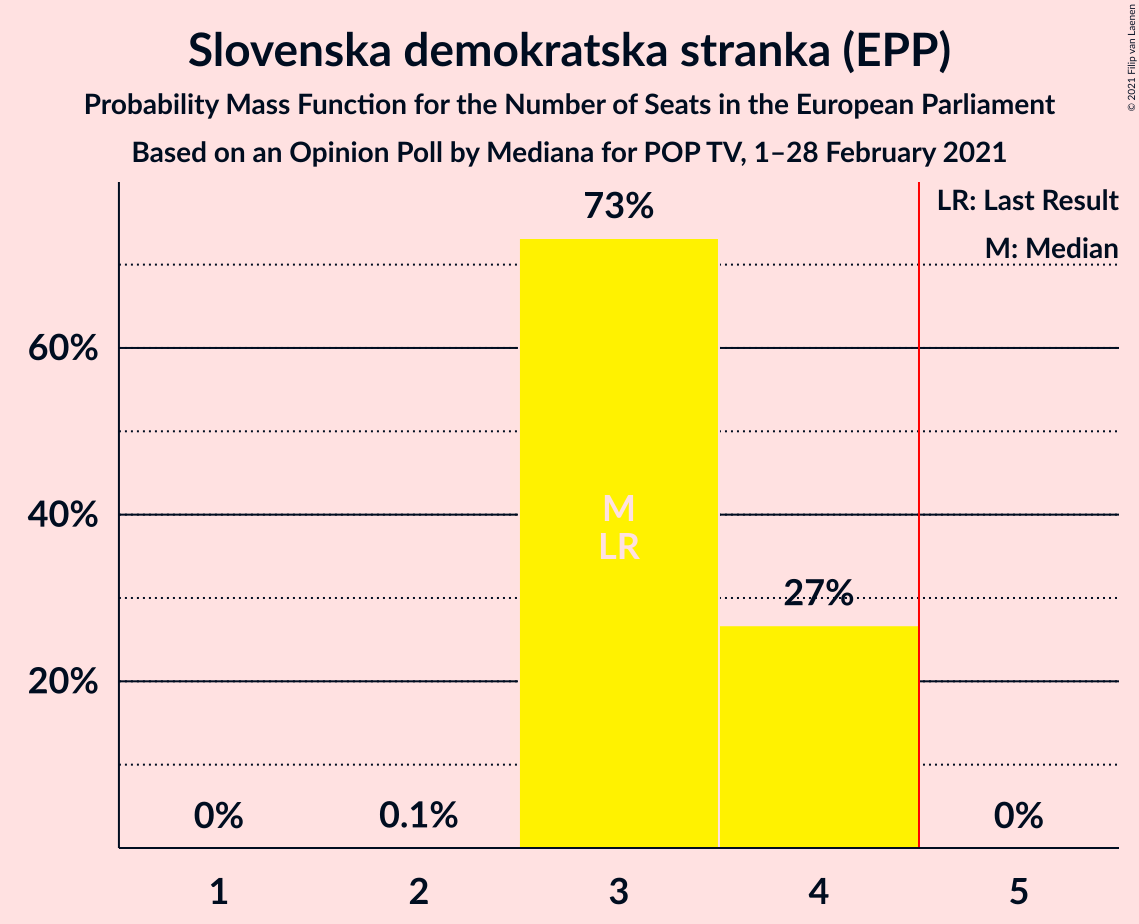 Slovenska demokratska stranka (EPP)
Probability Mass Function for the Number of Seats in the European Parliament
Based on an Opinion Poll by Mediana for POP TV, 1–28 February 2021
© 2021 Filip van Laenen
LR: Last Result
M: Median
73%
60%
40%
20%
M
LR
27%
0%
0.1%
0%
1
2
3
4
5